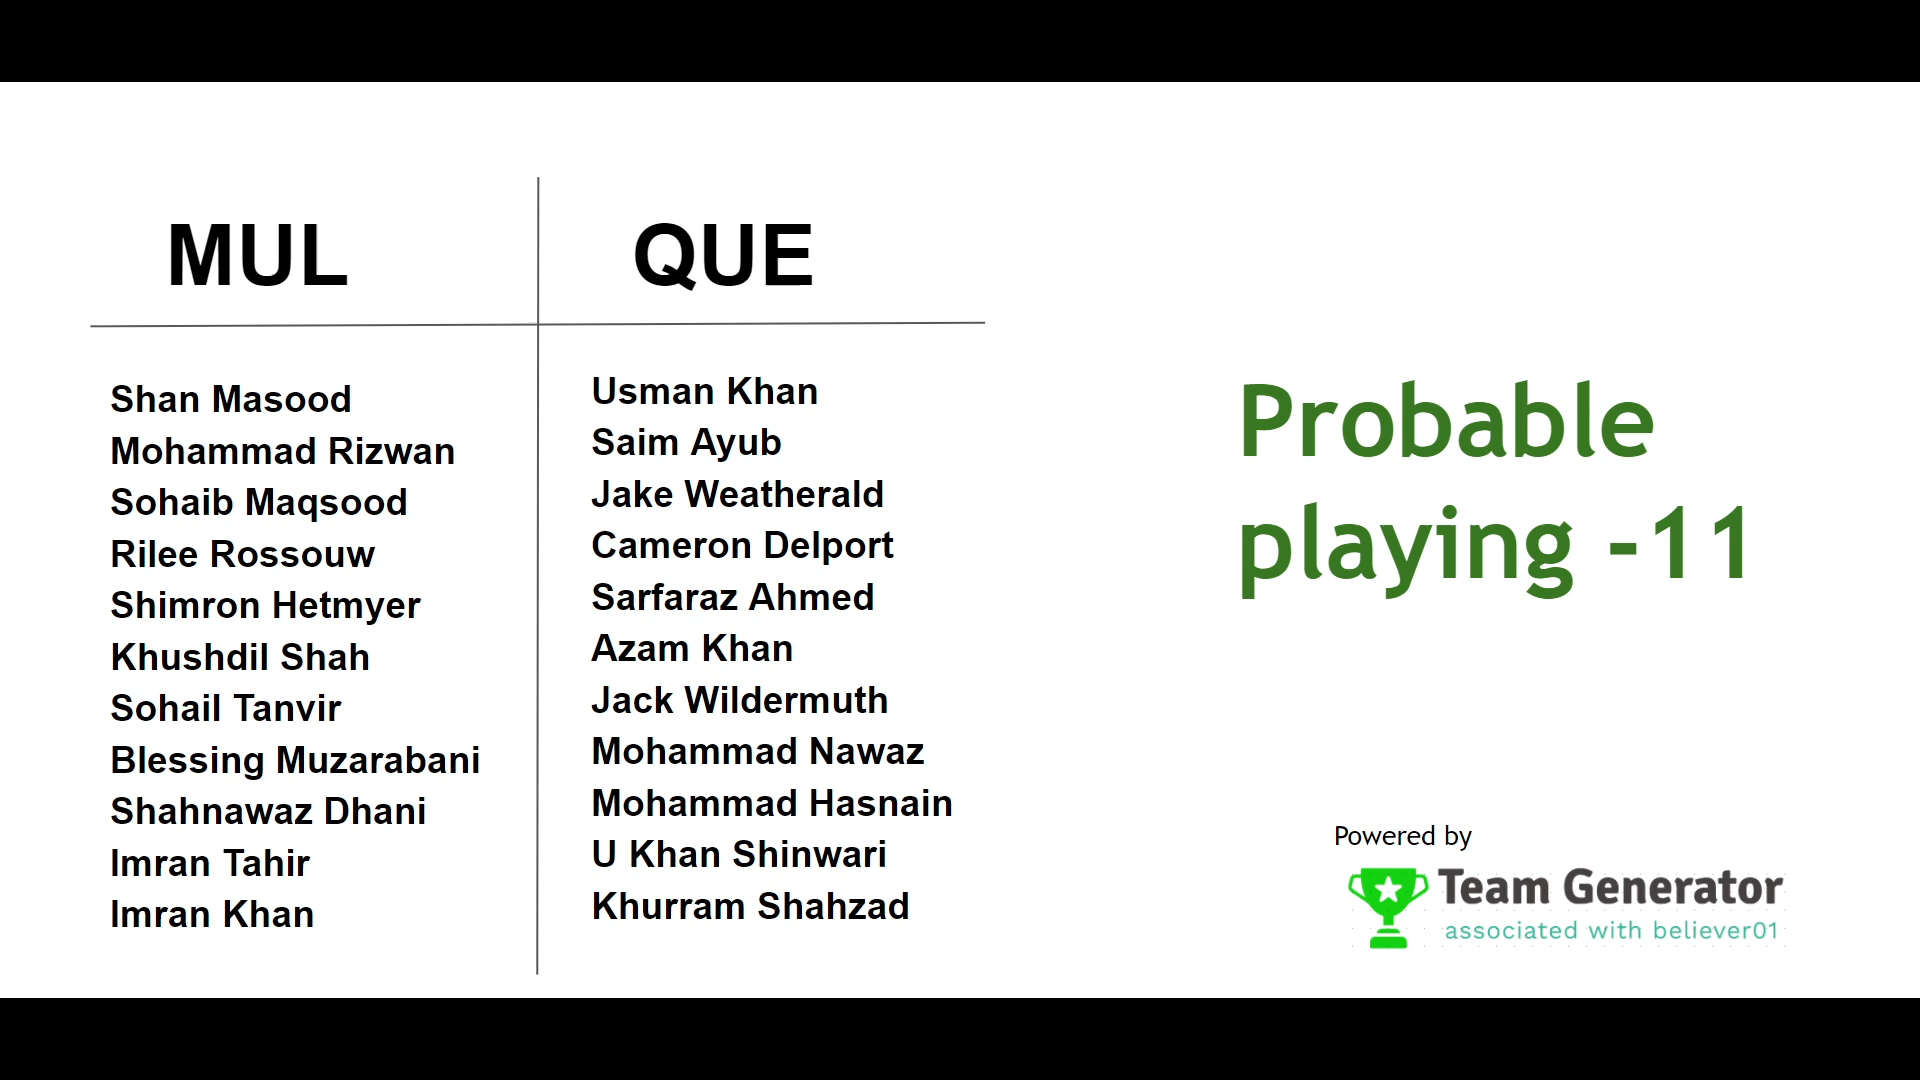 MUL
Shan Masood
Mohammad Rizwan
Sohaib Maqsood
Rilee Rossouw
Shimron Hetmyer
Khushdil Shah
Sohail Tanvir
Blessing Muzarabani
Shahnawaz Dhani
Imran Tahir
Imran Khan
QUE
Usman Khan
Saim Ayub
Jake Weatherald
Cameron Delport
Sarfaraz Ahmed
Azam Khan
Jack Wildermuth
Mohammad Nawaz
Mohammad Hasnain
U Khan Shinwari
Khurram Shahzad
Probable
playing -11
Powered by
Team Generator
associated with believer01